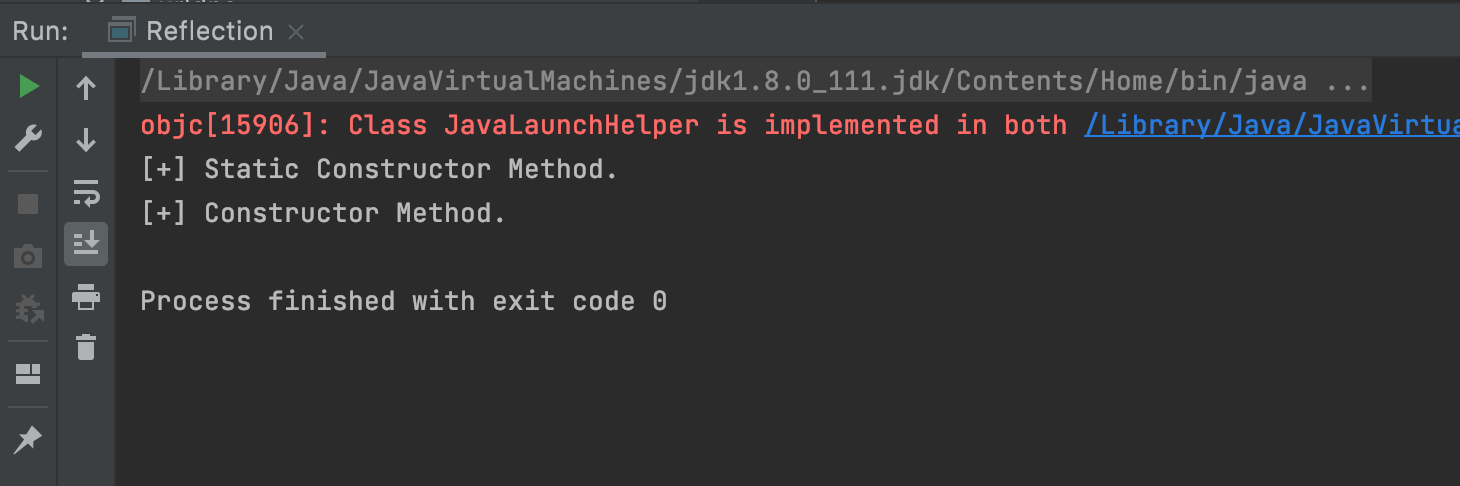 Run: Reflection
/Library/Java/JavaVirtualMachines/jdk1.8.0_111.jdk/Contents/Home/bin/java ...
objc[15906]: Class JavaLaunchHelper is implemented in both /Library/Java/JavaVirtua
[+] Static Constructor Method.
[+] Constructor Method.
Process finished with exit code 0